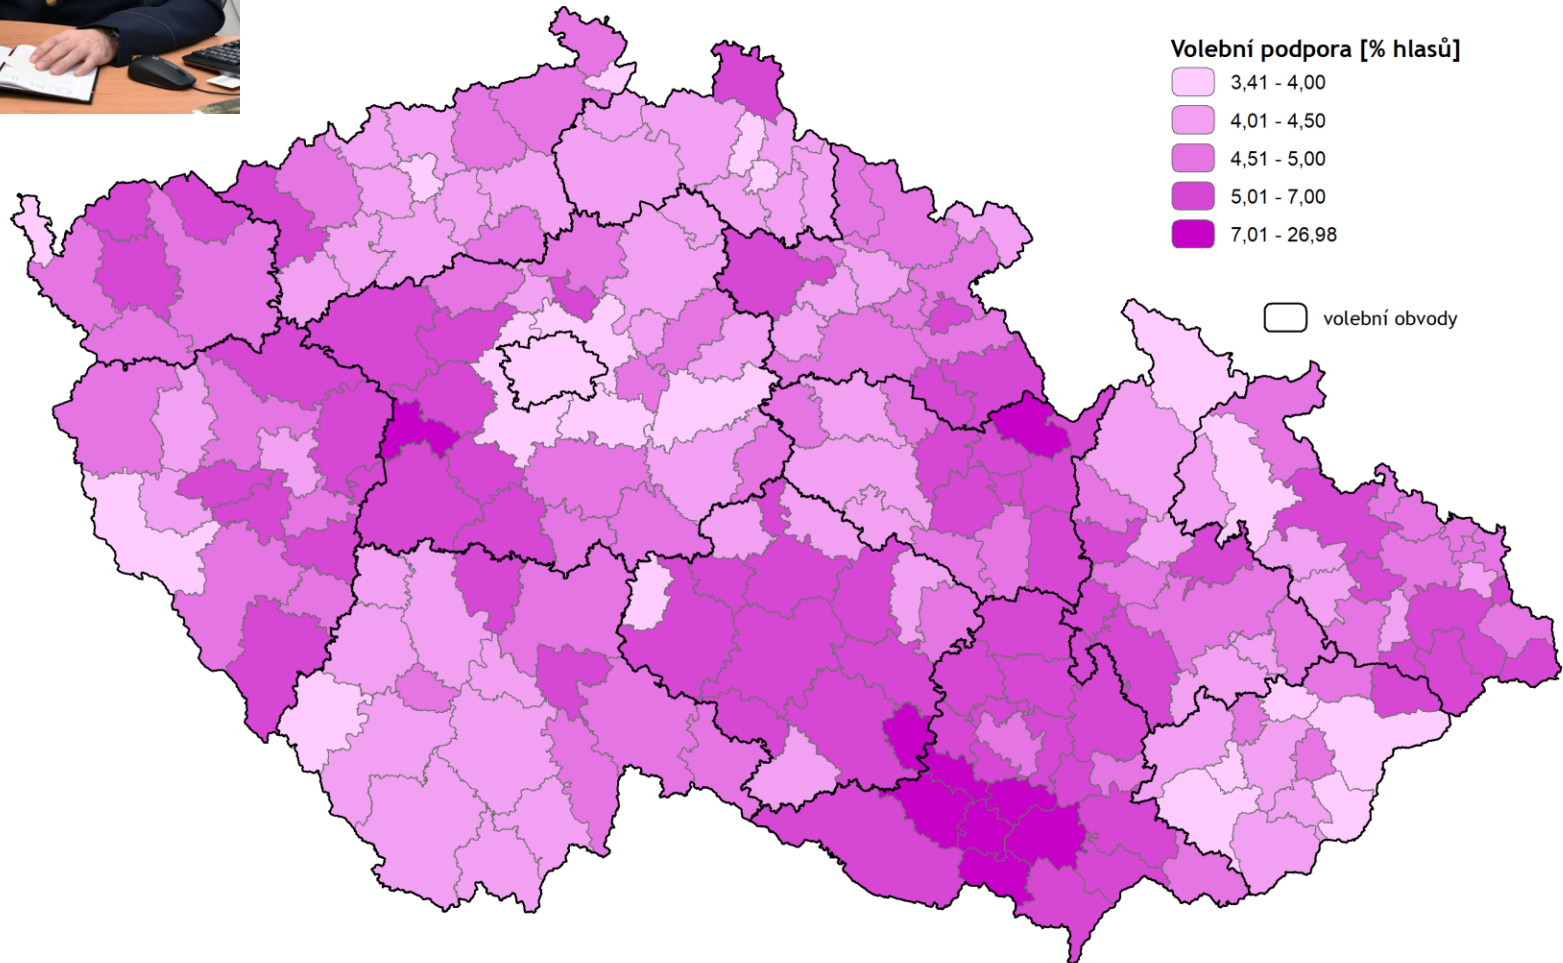 Volební podpora [% hlasů]
3,41 - 4,00
4,01 - 4,50
4,51 - 5,00
5,01 - 7,00
7,01 - 26,98
volební obvody